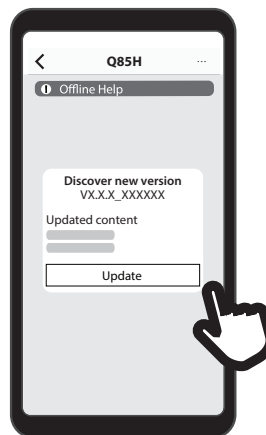 Q85H ...
Offline Help
Discover new version
VX.X.X_XXXXXX
Updated content
Update